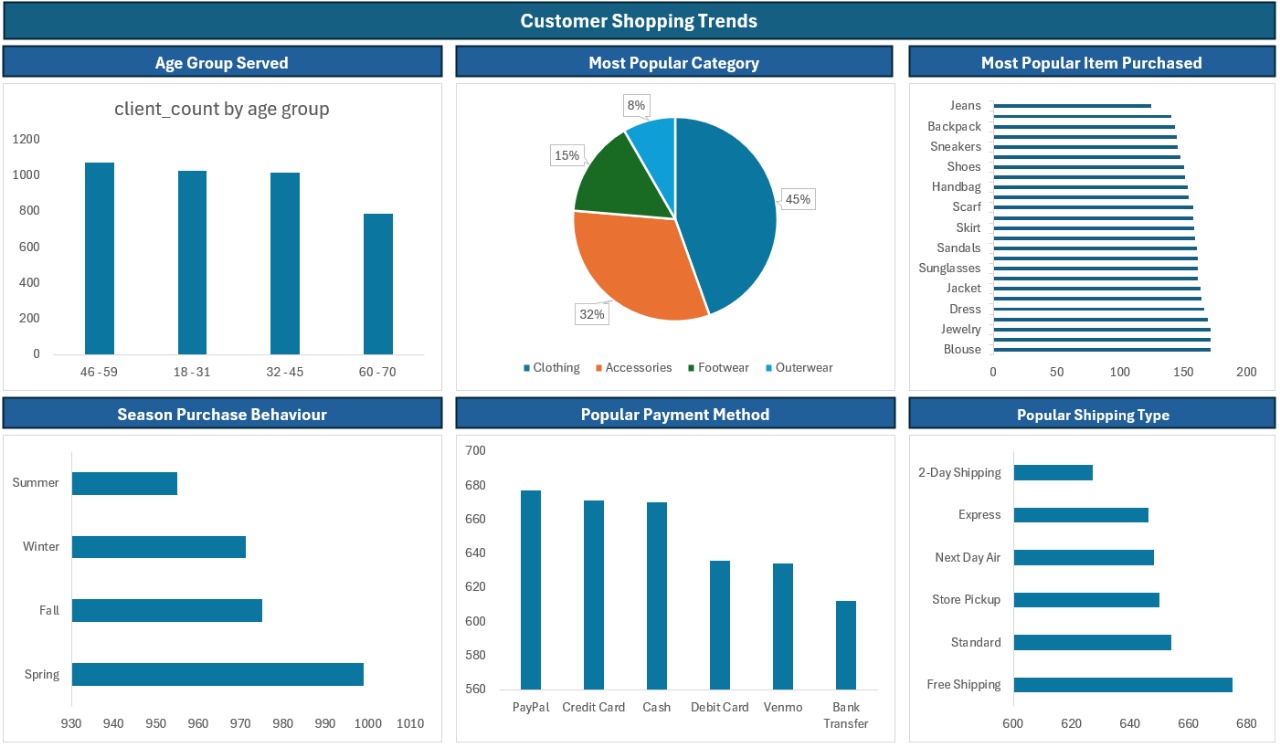 Customer Shopping Trends
Age Group Served
client_count by age group
1200
1000
800
600
400
200
0
46 - 59
18 - 31
32 - 45
60 - 70
Most Popular Category
8%
15%
45%
32%
Clothing
Accessories
Footwear
Outerwear
Most Popular Item Purchased
Jeans
Backpack
Sneakers
Shoes
Handbag
Scarf
Skirt
Sandals
Sunglasses
Jacket
Dress
Jewelry
Blouse
0
50
100
150
200
Season Purchase Behaviour
Summer
Winter
Fall
Spring
930
940
950
960
970
980
990
1000
1010
Popular Payment Method
700
680
660
640
620
600
580
560
PayPal
Credit Card
Cash
Debit Card
Venmo
Bank
Transfer
Popular Shipping Type
2-Day Shipping
Express
Next Day Air
Store Pickup
Standard
Free Shipping
600
620
640
660
680